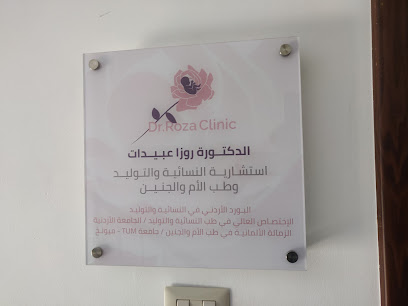 Dr.Roza Clinic
الدكتورة روزا عبيدات
استشارية النسائية والتوليد
وطب الأم والجنين
البورد الأردني في النسائية والتوليد
الإختصاص العالي في طب النسائية والتوليد / الجامعة الأردنية
الزمالة الألمانية في طب الأم والجنين / جامعة TUM - ميونخ